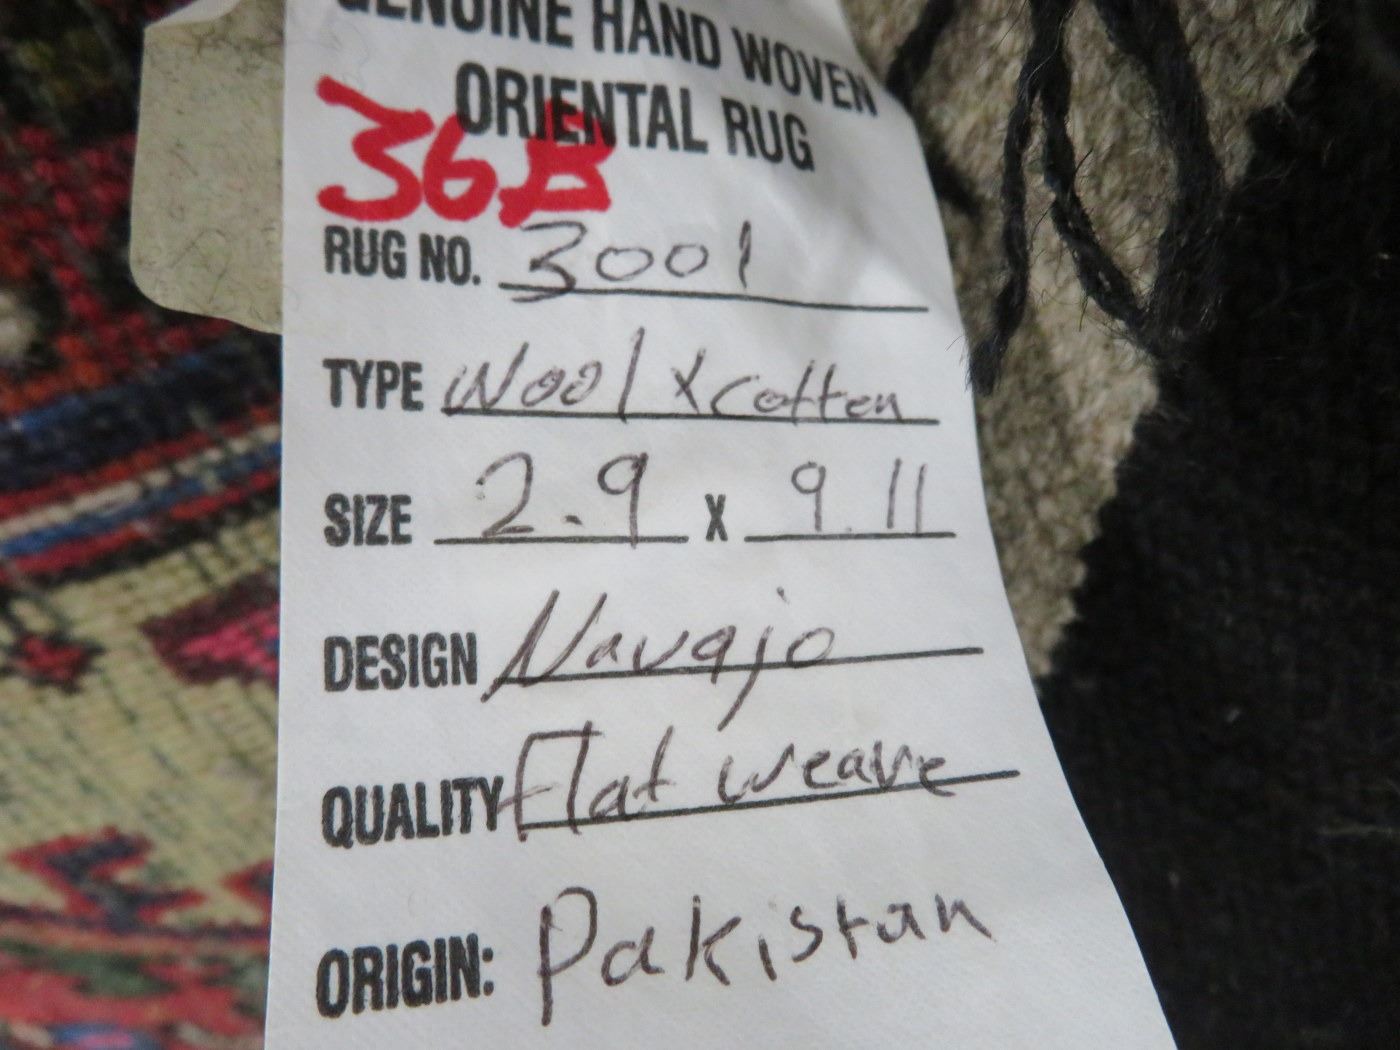 GENUINE HAND WOVEN
ORIENTAL RUG
36B
RUG NO. 3001
TYPE Wool x cotten
SIZE 2.9 X 9.11
DESIGN Navajo
QUALITY Flat weave
ORIGIN: Pakistan